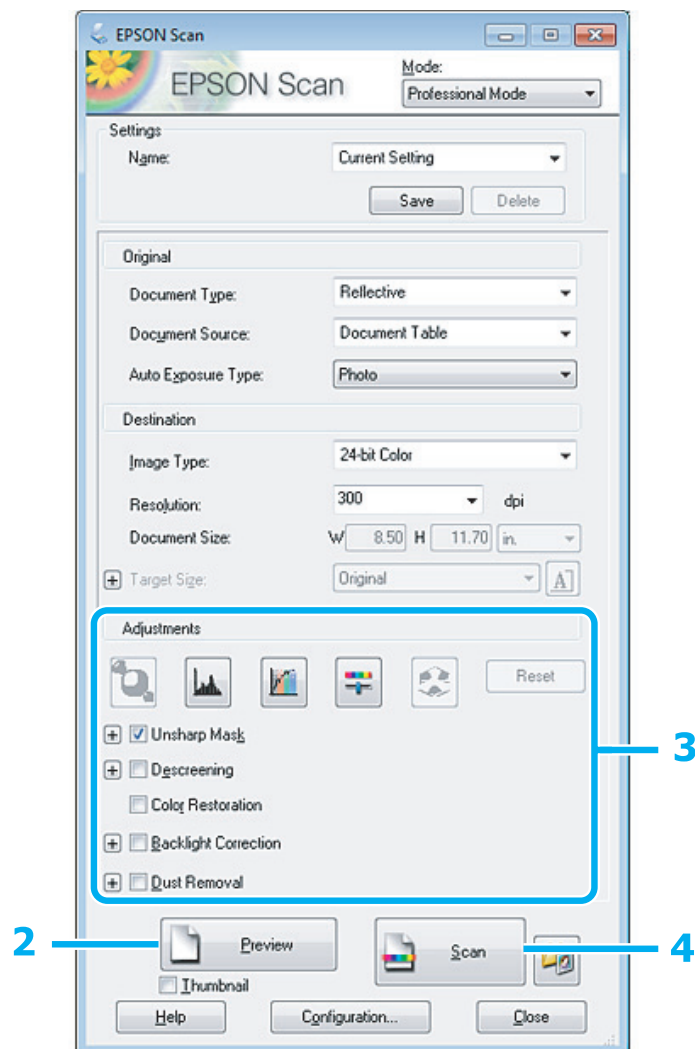 EPSON Scan
EPSON Scan
Mode:
Professional Mode
Settings
Name: Current Setting
Save Delete
Original
Document Type: Reflective
Document Source: Document Table
Auto Exposure Type: Photo
Destination
Image Type: 24-bit Color
Resolution: 300 dpi
Document Size: W 8.50 H 11.70 in.
Target Size: Original A
Adjustments
Reset
Unsharp Mask
3
Descreening
Color Restoration
Backlight Correction
Dust Removal
2 Preview Scan 4
Thumbnail
Help Configuration... Close